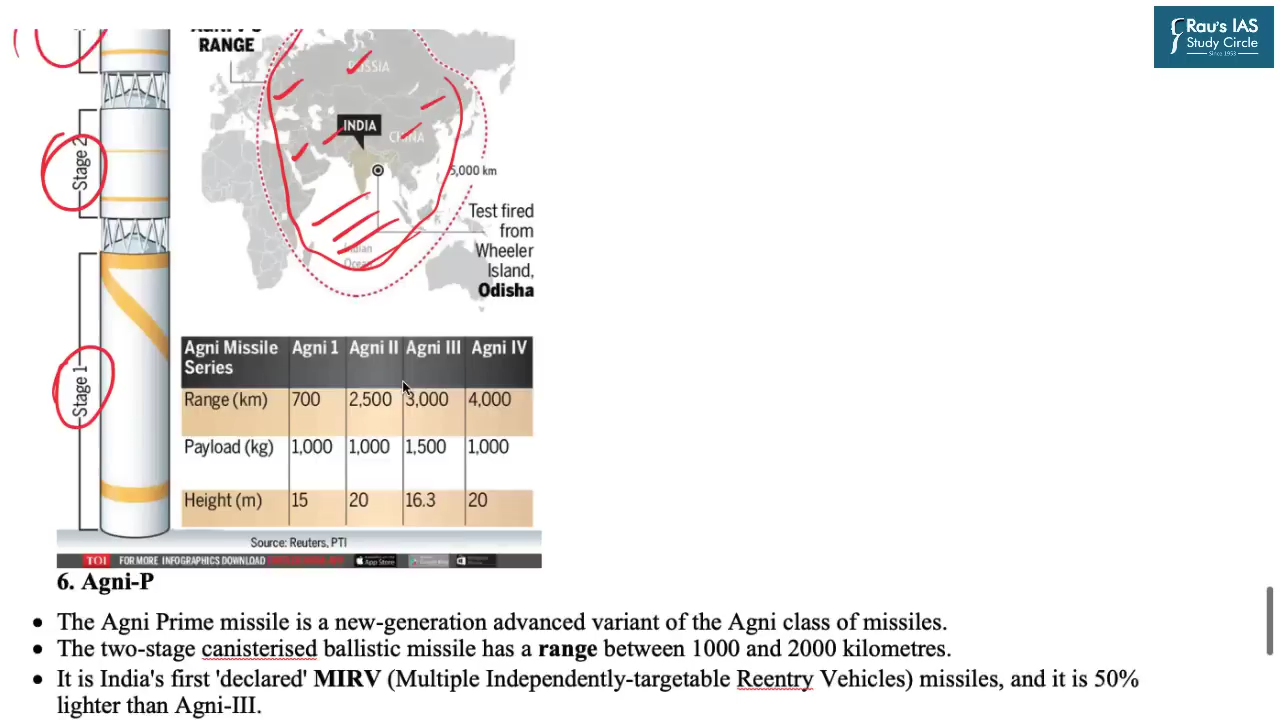 Rau's IAS
Study Circle
Since 1953
RANGE
RUSSIA
INDIA
CHINA
5,000 km
Test fired
from
Wheeler
Island,
Odisha
Indian
Ocean
Stage 2
Stage 1
Agni Missile Series Agni 1 Agni II Agni III Agni IV
Range (km) 700 2,500 3,000 4,000
Payload (kg) 1,000 1,000 1,500 1,000
Height (m) 15 20 16.3 20
Source: Reuters, PTI
TOI FOR MORE INFOGRAPHICS DOWNLOAD App Store
6. Agni-P
• The Agni Prime missile is a new-generation advanced variant of the Agni class of missiles.
• The two-stage canisterised ballistic missile has a range between 1000 and 2000 kilometres.
• It is India's first 'declared' MIRV (Multiple Independently-targetable Reentry Vehicles) missiles, and it is 50%
lighter than Agni-III.